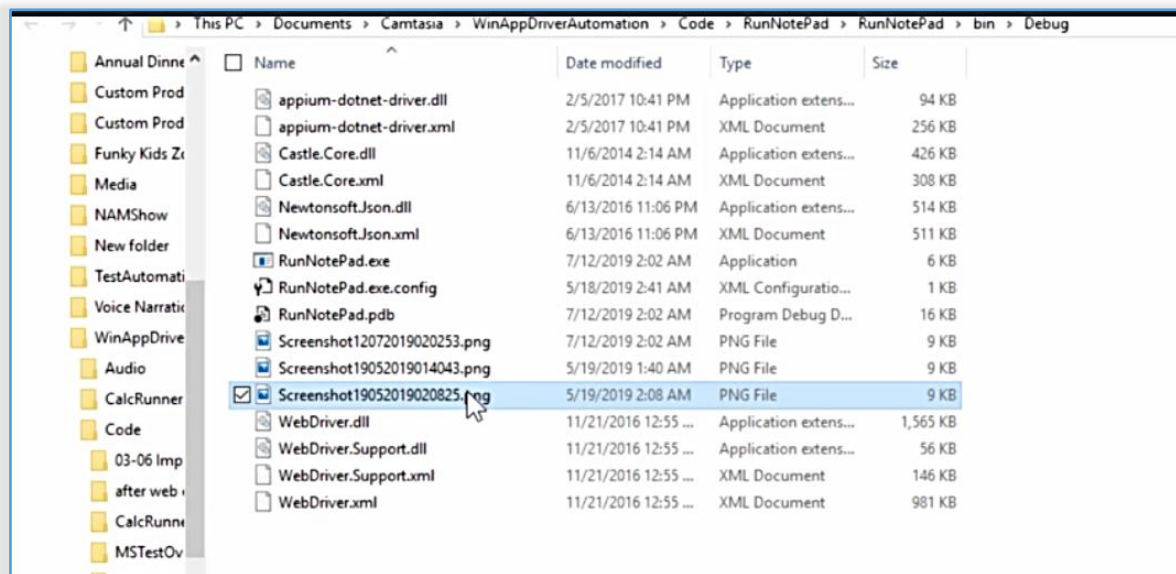 This PC > Documents > Camtasia > WinAppDriverAutomation > Code > RunNotePad > RunNotePad > bin > Debug
Annual Dinne
Custom Prod
Custom Prod
Funky Kids Zo
Media
NAMShow
New folder
TestAutomati
Voice Narratio
WinAppDrive
Audio
CalcRunner
Code
03-06 Imp
after web
CalcRunne
MSTestOv
Name Date modified Type Size
appium-dotnet-driver.dll 2/5/2017 10:41 PM Application extens... 94 KB
appium-dotnet-driver.xml 2/5/2017 10:41 PM XML Document 256 KB
Castle.Core.dll 11/6/2014 2:14 AM Application extens... 426 KB
Castle.Core.xml 11/6/2014 2:14 AM XML Document 308 KB
Newtonsoft.Json.dll 6/13/2016 11:06 PM Application extens... 514 KB
Newtonsoft.Json.xml 6/13/2016 11:06 PM XML Document 511 KB
RunNotePad.exe 7/12/2019 2:02 AM Application 6 KB
RunNotePad.exe.config 5/18/2019 2:41 AM XML Configuratio... 1 KB
RunNotePad.pdb 7/12/2019 2:02 AM Program Debug D... 16 KB
Screenshot12072019020253.png 7/12/2019 2:02 AM PNG File 9 KB
Screenshot19052019014043.png 5/19/2019 1:40 AM PNG File 9 KB
Screenshot19052019020825.png 5/19/2019 2:08 AM PNG File 9 KB
WebDriver.dll 11/21/2016 12:55 ... Application extens... 1,565 KB
WebDriver.Support.dll 11/21/2016 12:55 ... Application extens... 56 KB
WebDriver.Support.xml 11/21/2016 12:55 ... XML Document 146 KB
WebDriver.xml 11/21/2016 12:55 ... XML Document 981 KB